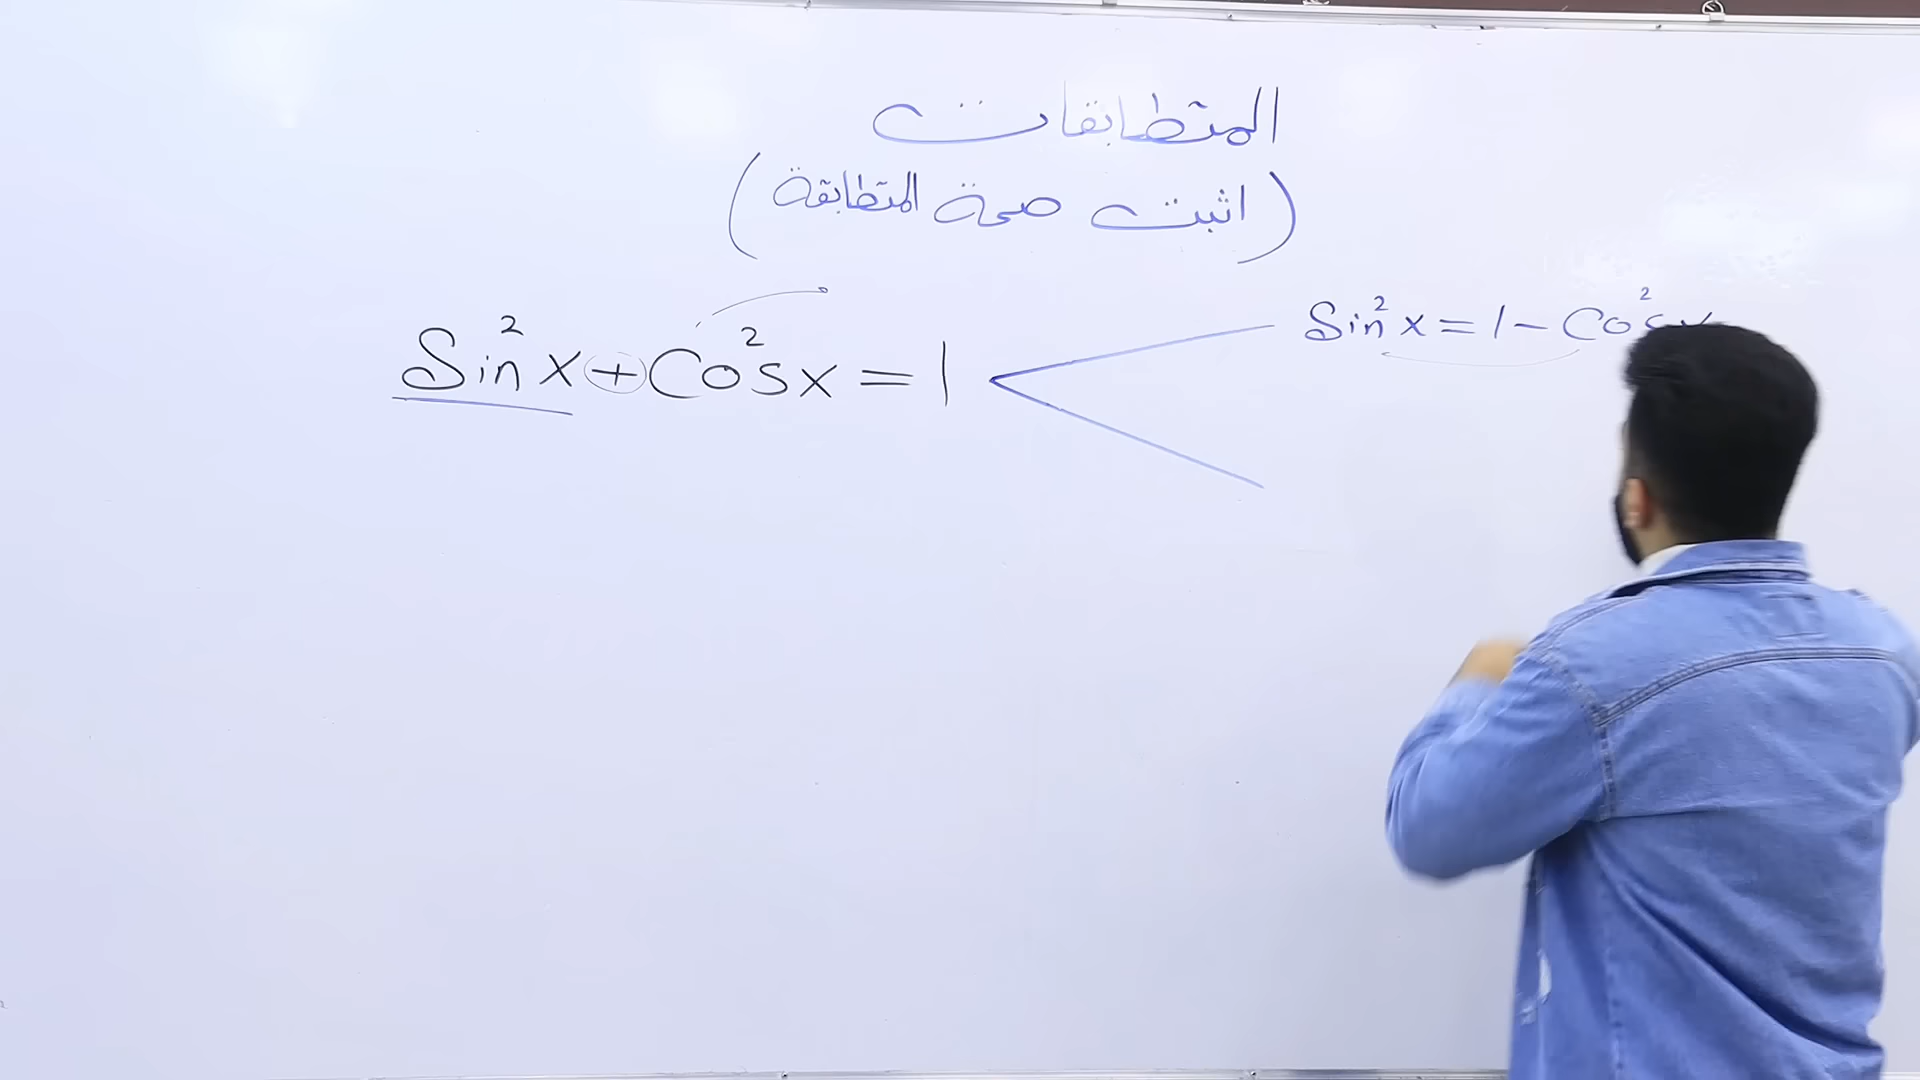 المتطابقات
(اثبت صحة المتطابقة)
Sin²x + Cos²x = 1
Sin²x = 1 - Cos²x